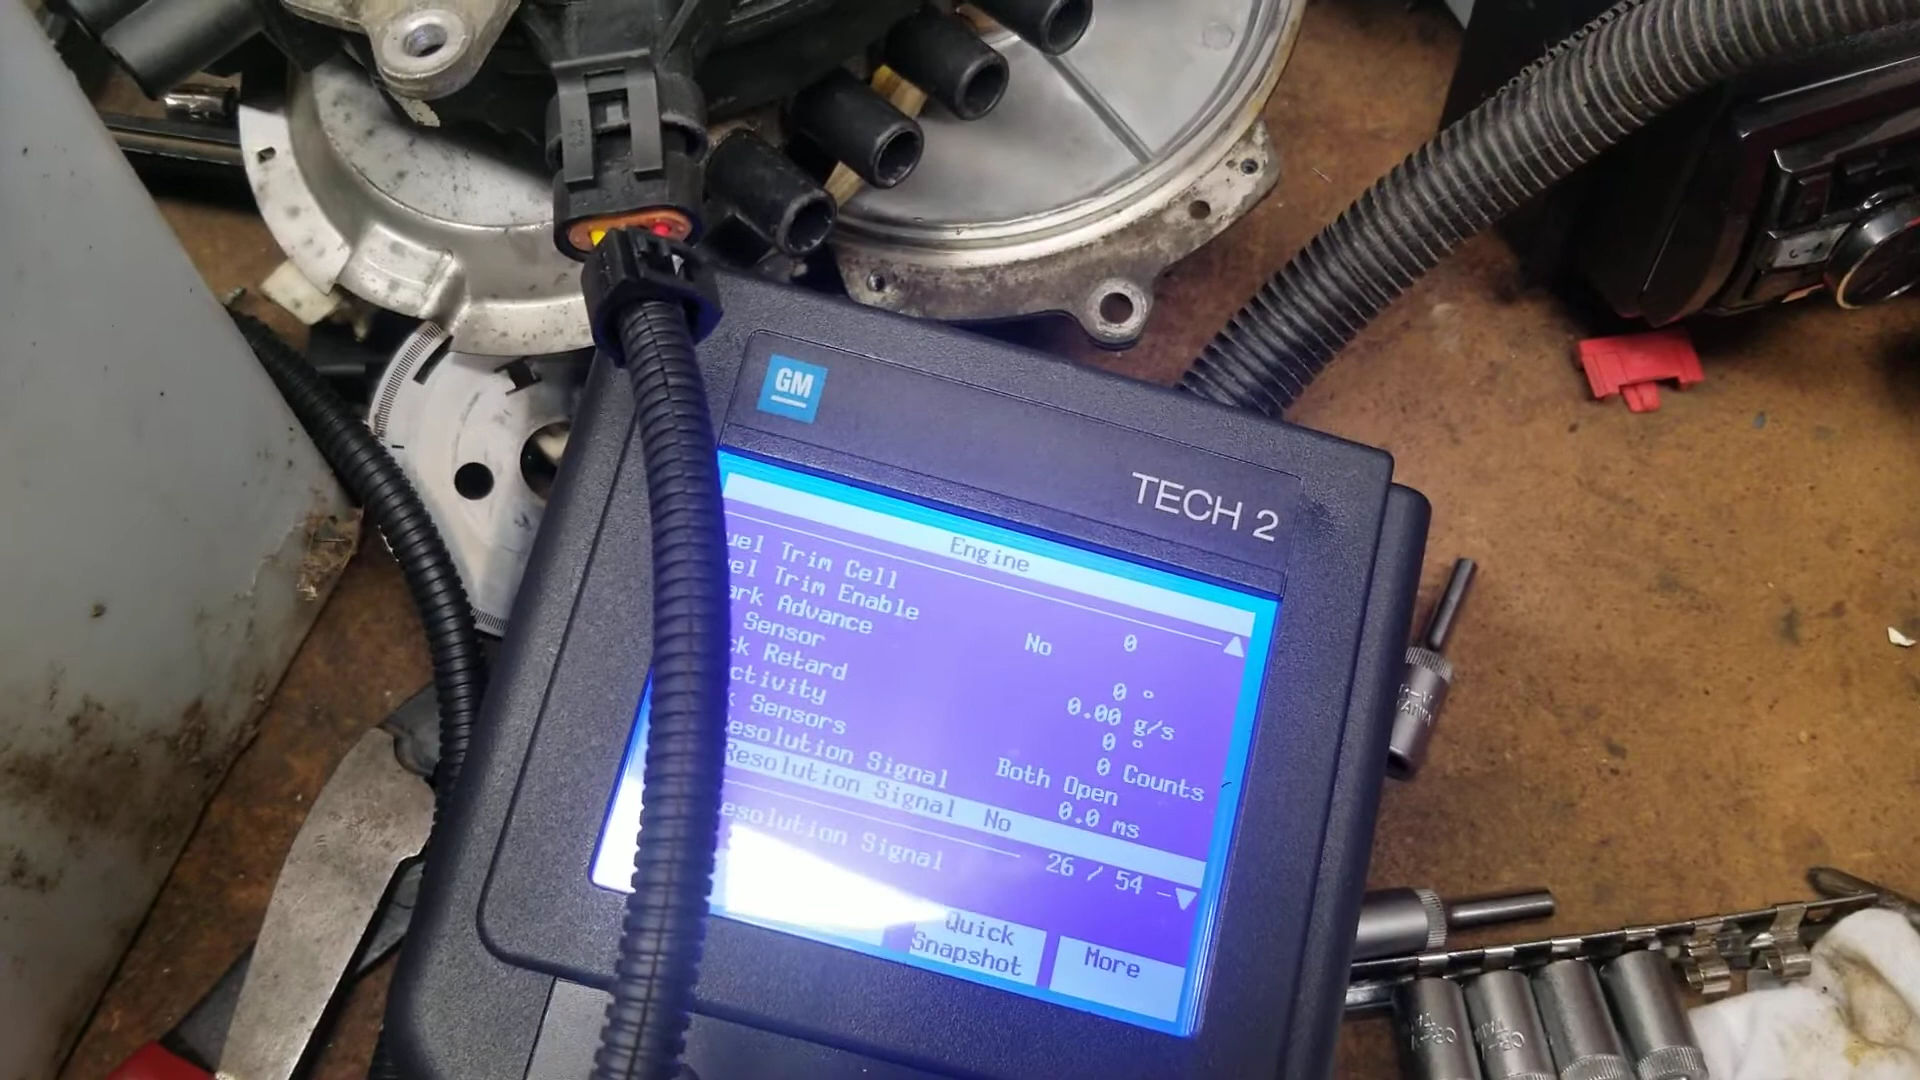 GM
TECH 2
Engine
uel Trim Cell 0
el Trim Enable No
ark Advance 0 °
Sensor 0.00 g/s
ck Retard 0 °
ctivity 0 Counts
k Sensors Both Open
esolution Signal 0.0 ms
Resolution Signal No
esolution Signal
26 / 54
Quick
Snapshot
More